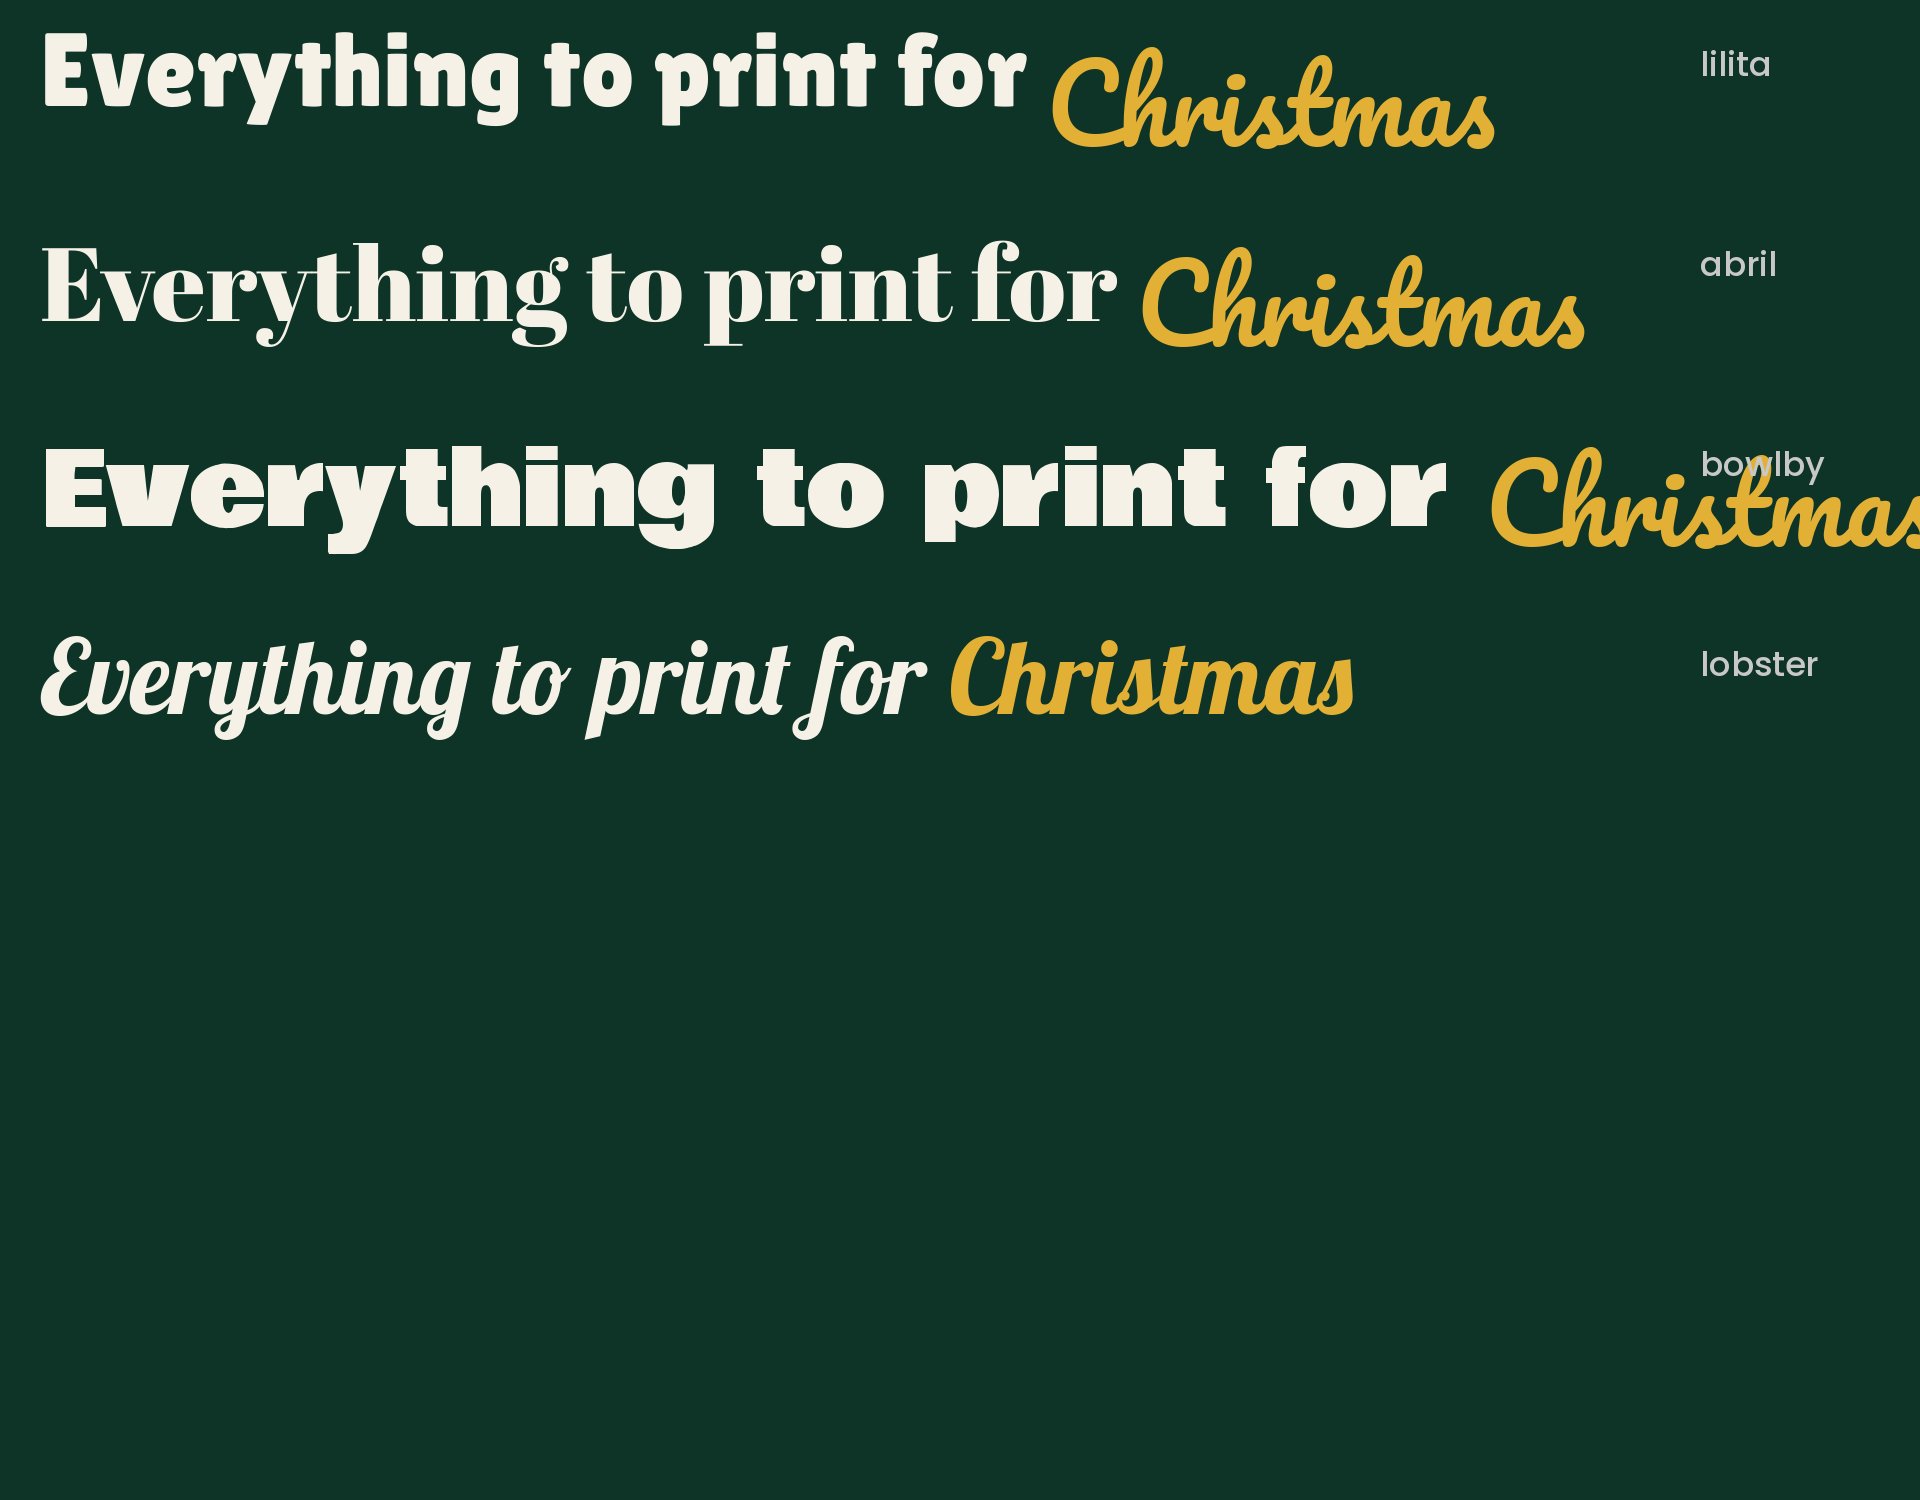 Everything to print for Christmas lilita
Everything to print for Christmas abril
Everything to print for Christmas bowlby
Everything to print for Christmas lobster